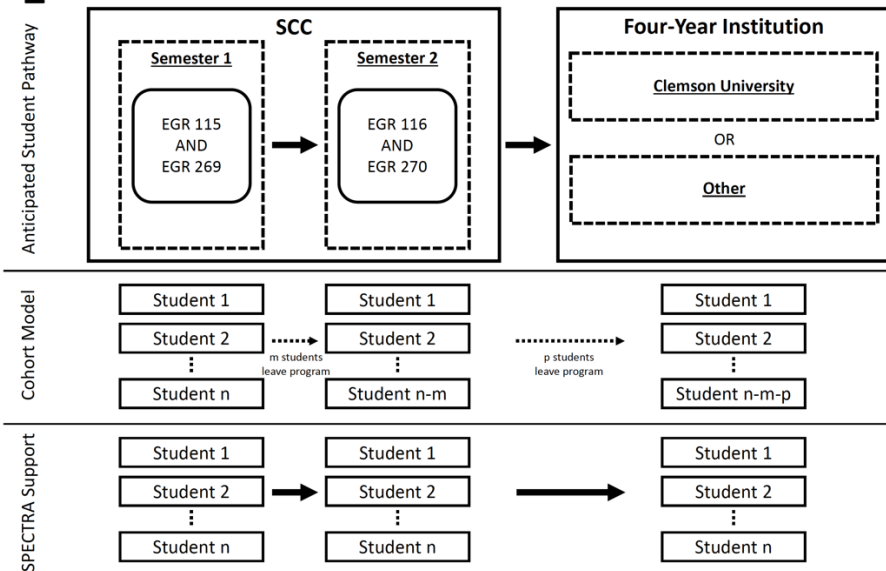 Anticipated Student Pathway
SCC
Semester 1
EGR 115
AND
EGR 269
Semester 2
EGR 116
AND
EGR 270
Four-Year Institution
Clemson University
OR
Other
Cohort Model
Student 1
Student 2
Student n
m students
leave program
Student 1
Student 2
Student n-m
p students
leave program
Student 1
Student 2
Student n-m-p
SPECTRA Support
Student 1
Student 2
Student n
Student 1
Student 2
Student n
Student 1
Student 2
Student n